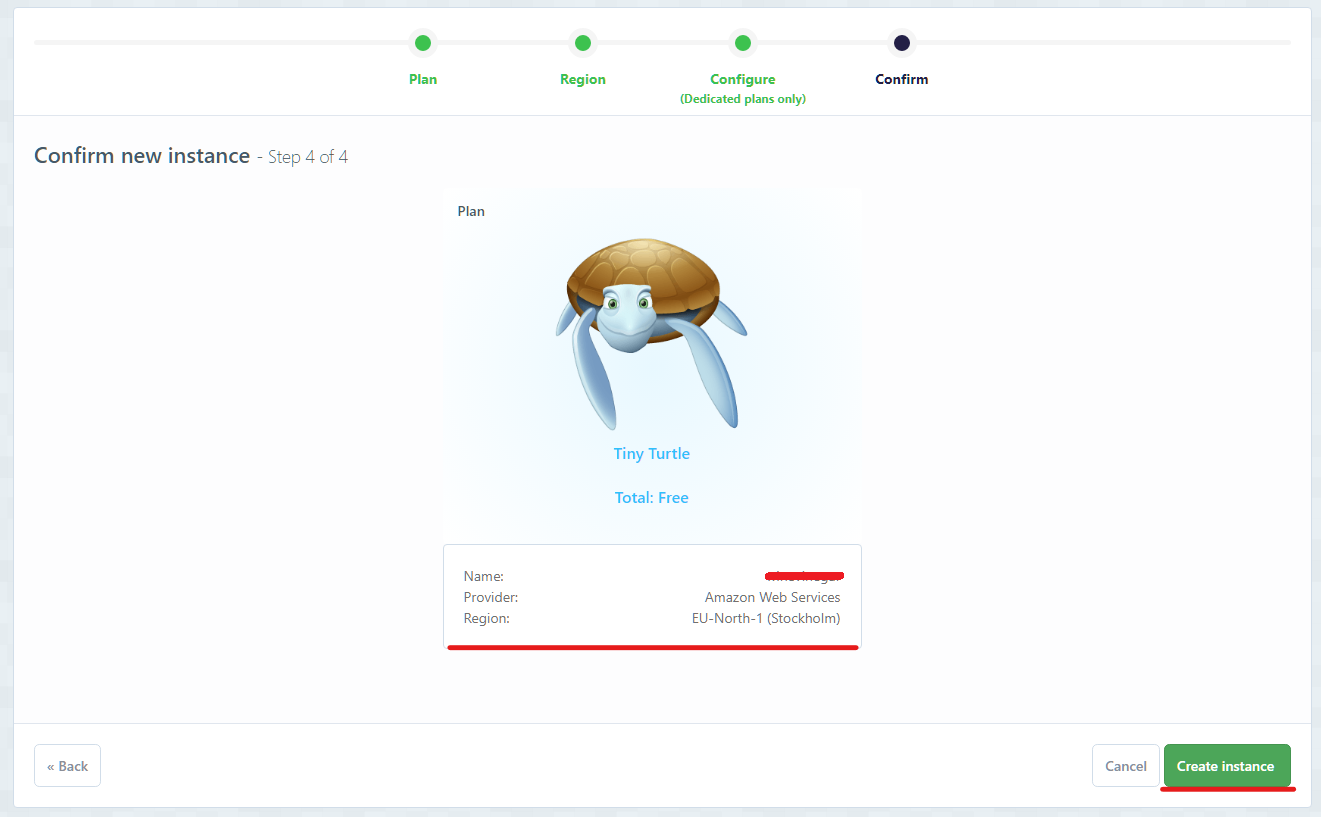 Plan
Region
Configure
(Dedicated plans only)
Confirm
Confirm new instance - Step 4 of 4
Plan
Tiny Turtle
Total: Free
Name:
Provider: Amazon Web Services
Region: EU-North-1 (Stockholm)
« Back
Cancel
Create instance